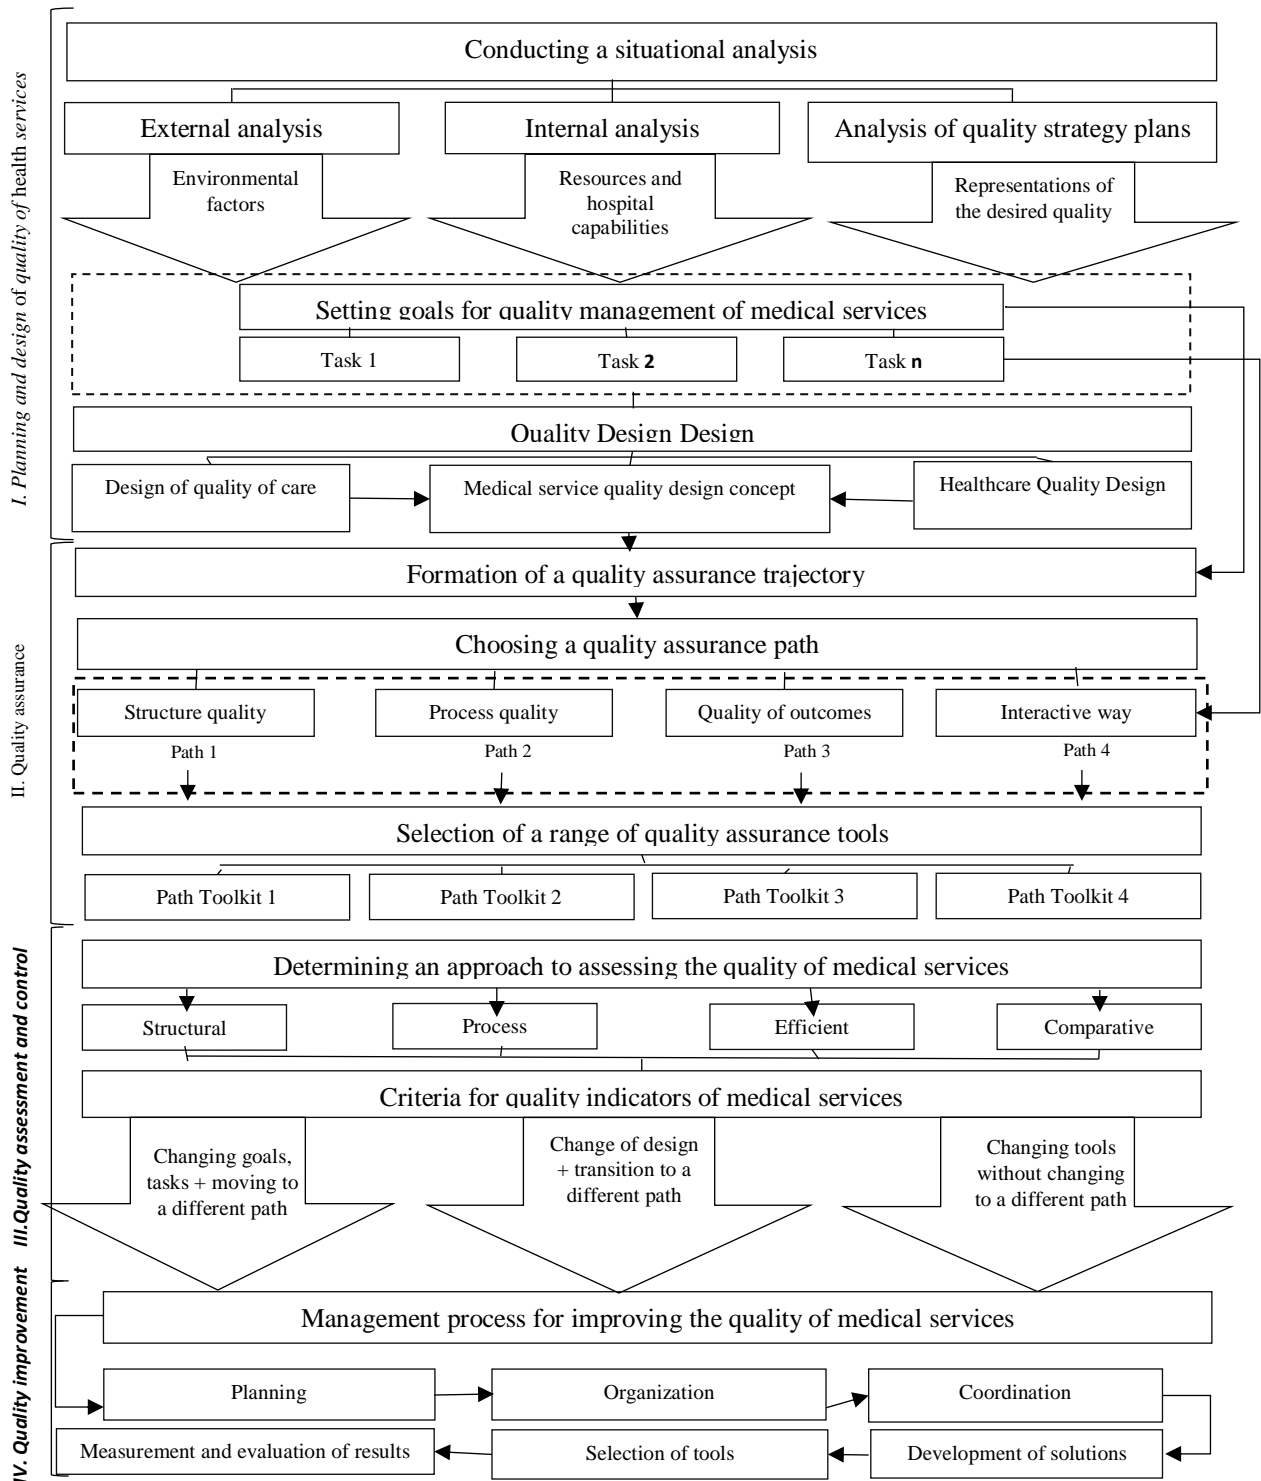 Conducting a situational analysis
I. Planning and design of quality of health services
External analysis
Internal analysis
Analysis of quality strategy plans
Environmental
factors
Resources and
hospital
capabilities
Representations of
the desired quality
Setting goals for quality management of medical services
Task 1
Task 2
Task n
Quality Design Design
Design of quality of care
Medical service quality design concept
Healthcare Quality Design
II. Quality assurance
Formation of a quality assurance trajectory
Choosing a quality assurance path
Structure quality
Process quality
Quality of outcomes
Interactive way
Path 1
Path 2
Path 3
Path 4
Selection of a range of quality assurance tools
Path Toolkit 1
Path Toolkit 2
Path Toolkit 3
Path Toolkit 4
III.Quality assessment and control
Determining an approach to assessing the quality of medical services
Structural
Process
Efficient
Comparative
Criteria for quality indicators of medical services
Changing goals,
tasks + moving to
a different path
Change of design
+ transition to a
different path
Changing tools
without changing
to a different path
IV. Quality improvement
Management process for improving the quality of medical services
Planning
Organization
Coordination
Measurement and evaluation of results
Selection of tools
Development of solutions